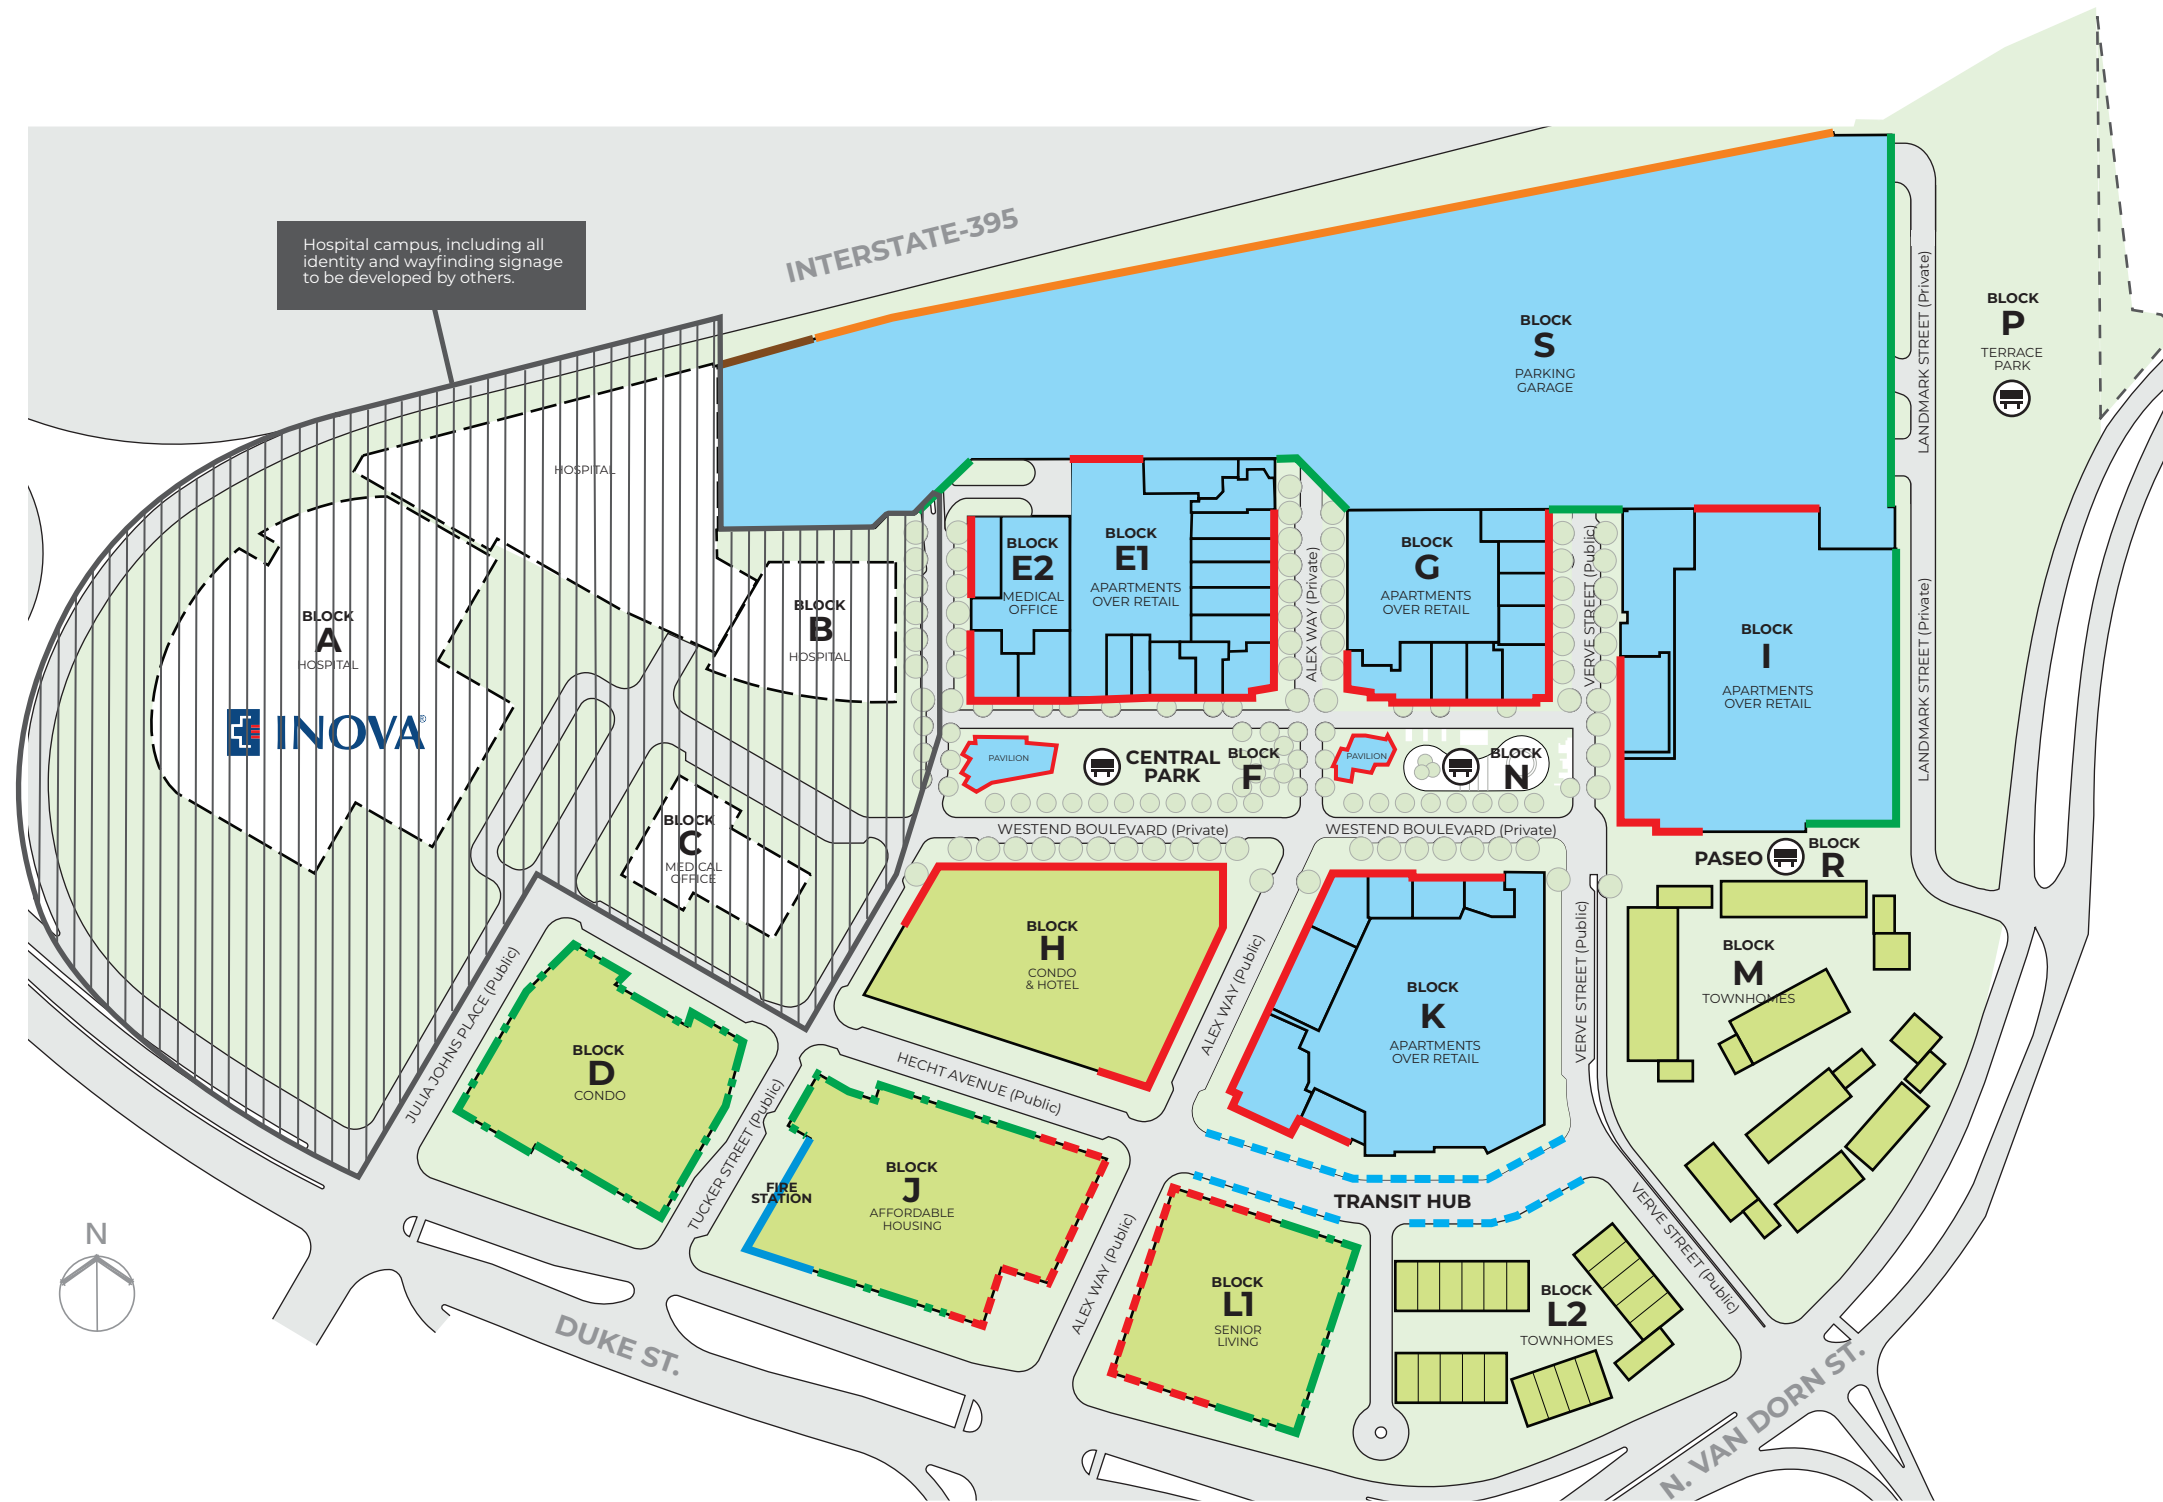 INTERSTATE-395
Hospital campus, including all
identity and wayfinding signage
to be developed by others.
BLOCK
S
PARKING
GARAGE
BLOCK
P
TERRACE
PARK
LANDMARK STREET (Private)
LANDMARK STREET (Private)
HOSPITAL
BLOCK
A
HOSPITAL
INOVA®
BLOCK
B
HOSPITAL
BLOCK
C
MEDICAL
OFFICE
BLOCK
E2
MEDICAL
OFFICE
BLOCK
E1
APARTMENTS
OVER RETAIL
ALEX WAY (Private)
BLOCK
G
APARTMENTS
OVER RETAIL
VERVE STREET (Public)
BLOCK
I
APARTMENTS
OVER RETAIL
PAVILION
CENTRAL
PARK
BLOCK
F
PAVILION
BLOCK
N
WESTEND BOULEVARD (Private)
WESTEND BOULEVARD (Private)
PASEO
BLOCK
R
BLOCK
H
CONDO
& HOTEL
ALEX WAY (Public)
BLOCK
K
APARTMENTS
OVER RETAIL
VERVE STREET (Public)
BLOCK
M
TOWNHOMES
JULIA JOHNS PLACE (Public)
BLOCK
D
CONDO
TUCKER STREET (Public)
HECHT AVENUE (Public)
FIRE
STATION
BLOCK
J
AFFORDABLE
HOUSING
ALEX WAY (Public)
TRANSIT HUB
VERVE STREET (Public)
BLOCK
L1
SENIOR
LIVING
BLOCK
L2
TOWNHOMES
N
DUKE ST.
N. VAN DORN ST.